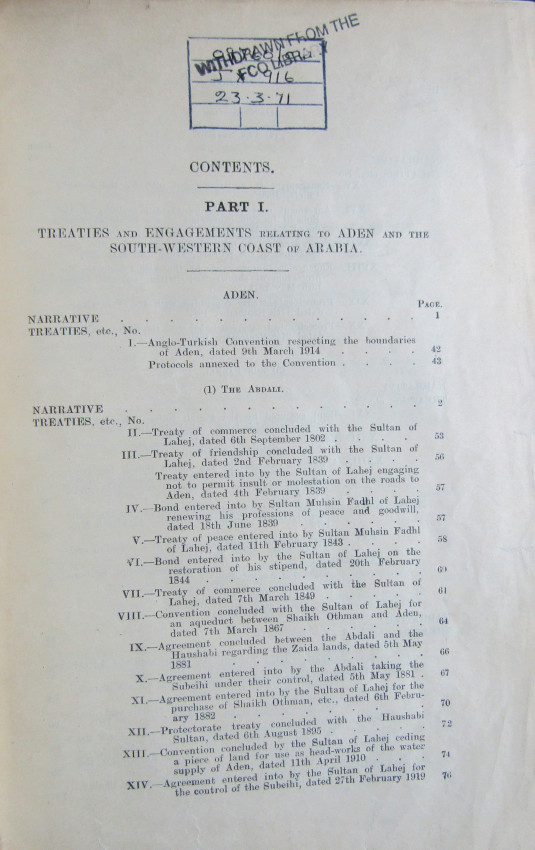 WITHDRAWN FROM THE
FCO LIBRARY
916
23.3.71
CONTENTS.
PART I.
TREATIES AND ENGAGEMENTS RELATING TO ADEN AND THE
SOUTH-WESTERN COAST OF ARABIA.
ADEN.
PAGE.
NARRATIVE . . . . . . . . . . . . . 1
TREATIES, etc., No.
I.—Anglo-Turkish Convention respecting the boundaries
of Aden, dated 9th March 1914 . . . . 42
Protocols annexed to the Convention . . . . 43
(1) THE ABDALI.
NARRATIVE . . . . . . . . . . . . . 2
TREATIES, etc., No.
II.—Treaty of commerce concluded with the Sultan of
Lahej, dated 6th September 1802 . . . . 53
III.—Treaty of friendship concluded with the Sultan of
Lahej, dated 2nd February 1839 . . . . 56
Treaty entered into by the Sultan of Lahej engaging
not to permit insult or molestation on the roads to
Aden, dated 4th February 1839 . . . . 57
IV.—Bond entered into by Sultan Muhsin Fadhl of Lahej
renewing his professions of peace and goodwill,
dated 18th June 1839 . . . . . 57
V.—Treaty of peace entered into by Sultan Muhsin Fadhl
of Lahej, dated 11th February 1843 . . . 58
VI.—Bond entered into by the Sultan of Lahej on the
restoration of his stipend, dated 20th February
1844 . . . . . . . . 60
VII.—Treaty of commerce concluded with the Sultan of
Lahej, dated 7th March 1849 . . . . 61
VIII.—Convention concluded with the Sultan of Lahej for
an aqueduct between Shaikh Othman and Aden,
dated 7th March 1867 . . . . . 64
IX.—Agreement concluded between the Abdali and the
Haushabi regarding the Zaida lands, dated 5th May
1881 . . . . . . . . 66
X.—Agreement entered into by the Abdali taking the
Subeihi under their control, dated 5th May 1881 . 67
XI.—Agreement entered into by the Sultan of Lahej for the
purchase of Shaikh Othman, etc., dated 6th Febru-
ary 1882 . . . . . . . 70
XII.—Protectorate treaty concluded with the Haushabi
Sultan, dated 6th August 1895 . . . . 72
XIII.—Convention concluded by the Sultan of Lahej ceding
a piece of land for use as head-works of the water
supply of Aden, dated 11th April 1910 . . . 74
XIV.—Agreement entered into by the Sultan of Lahej for
the control of the Subeihi, dated 27th February 1919 76